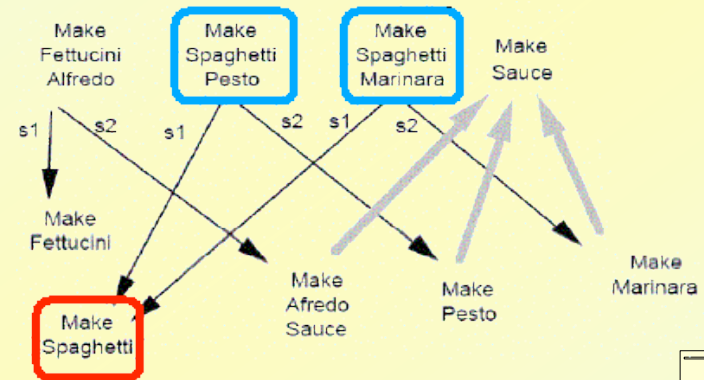 Make
Fettucini
Alfredo
Make
Spaghetti
Pesto
Make
Spaghetti
Marinara
Make
Sauce
s1
s2
s1
s2
s1
s2
Make
Fettucini
Make
Spaghetti
Make
Afredo
Sauce
Make
Pesto
Make
Marinara